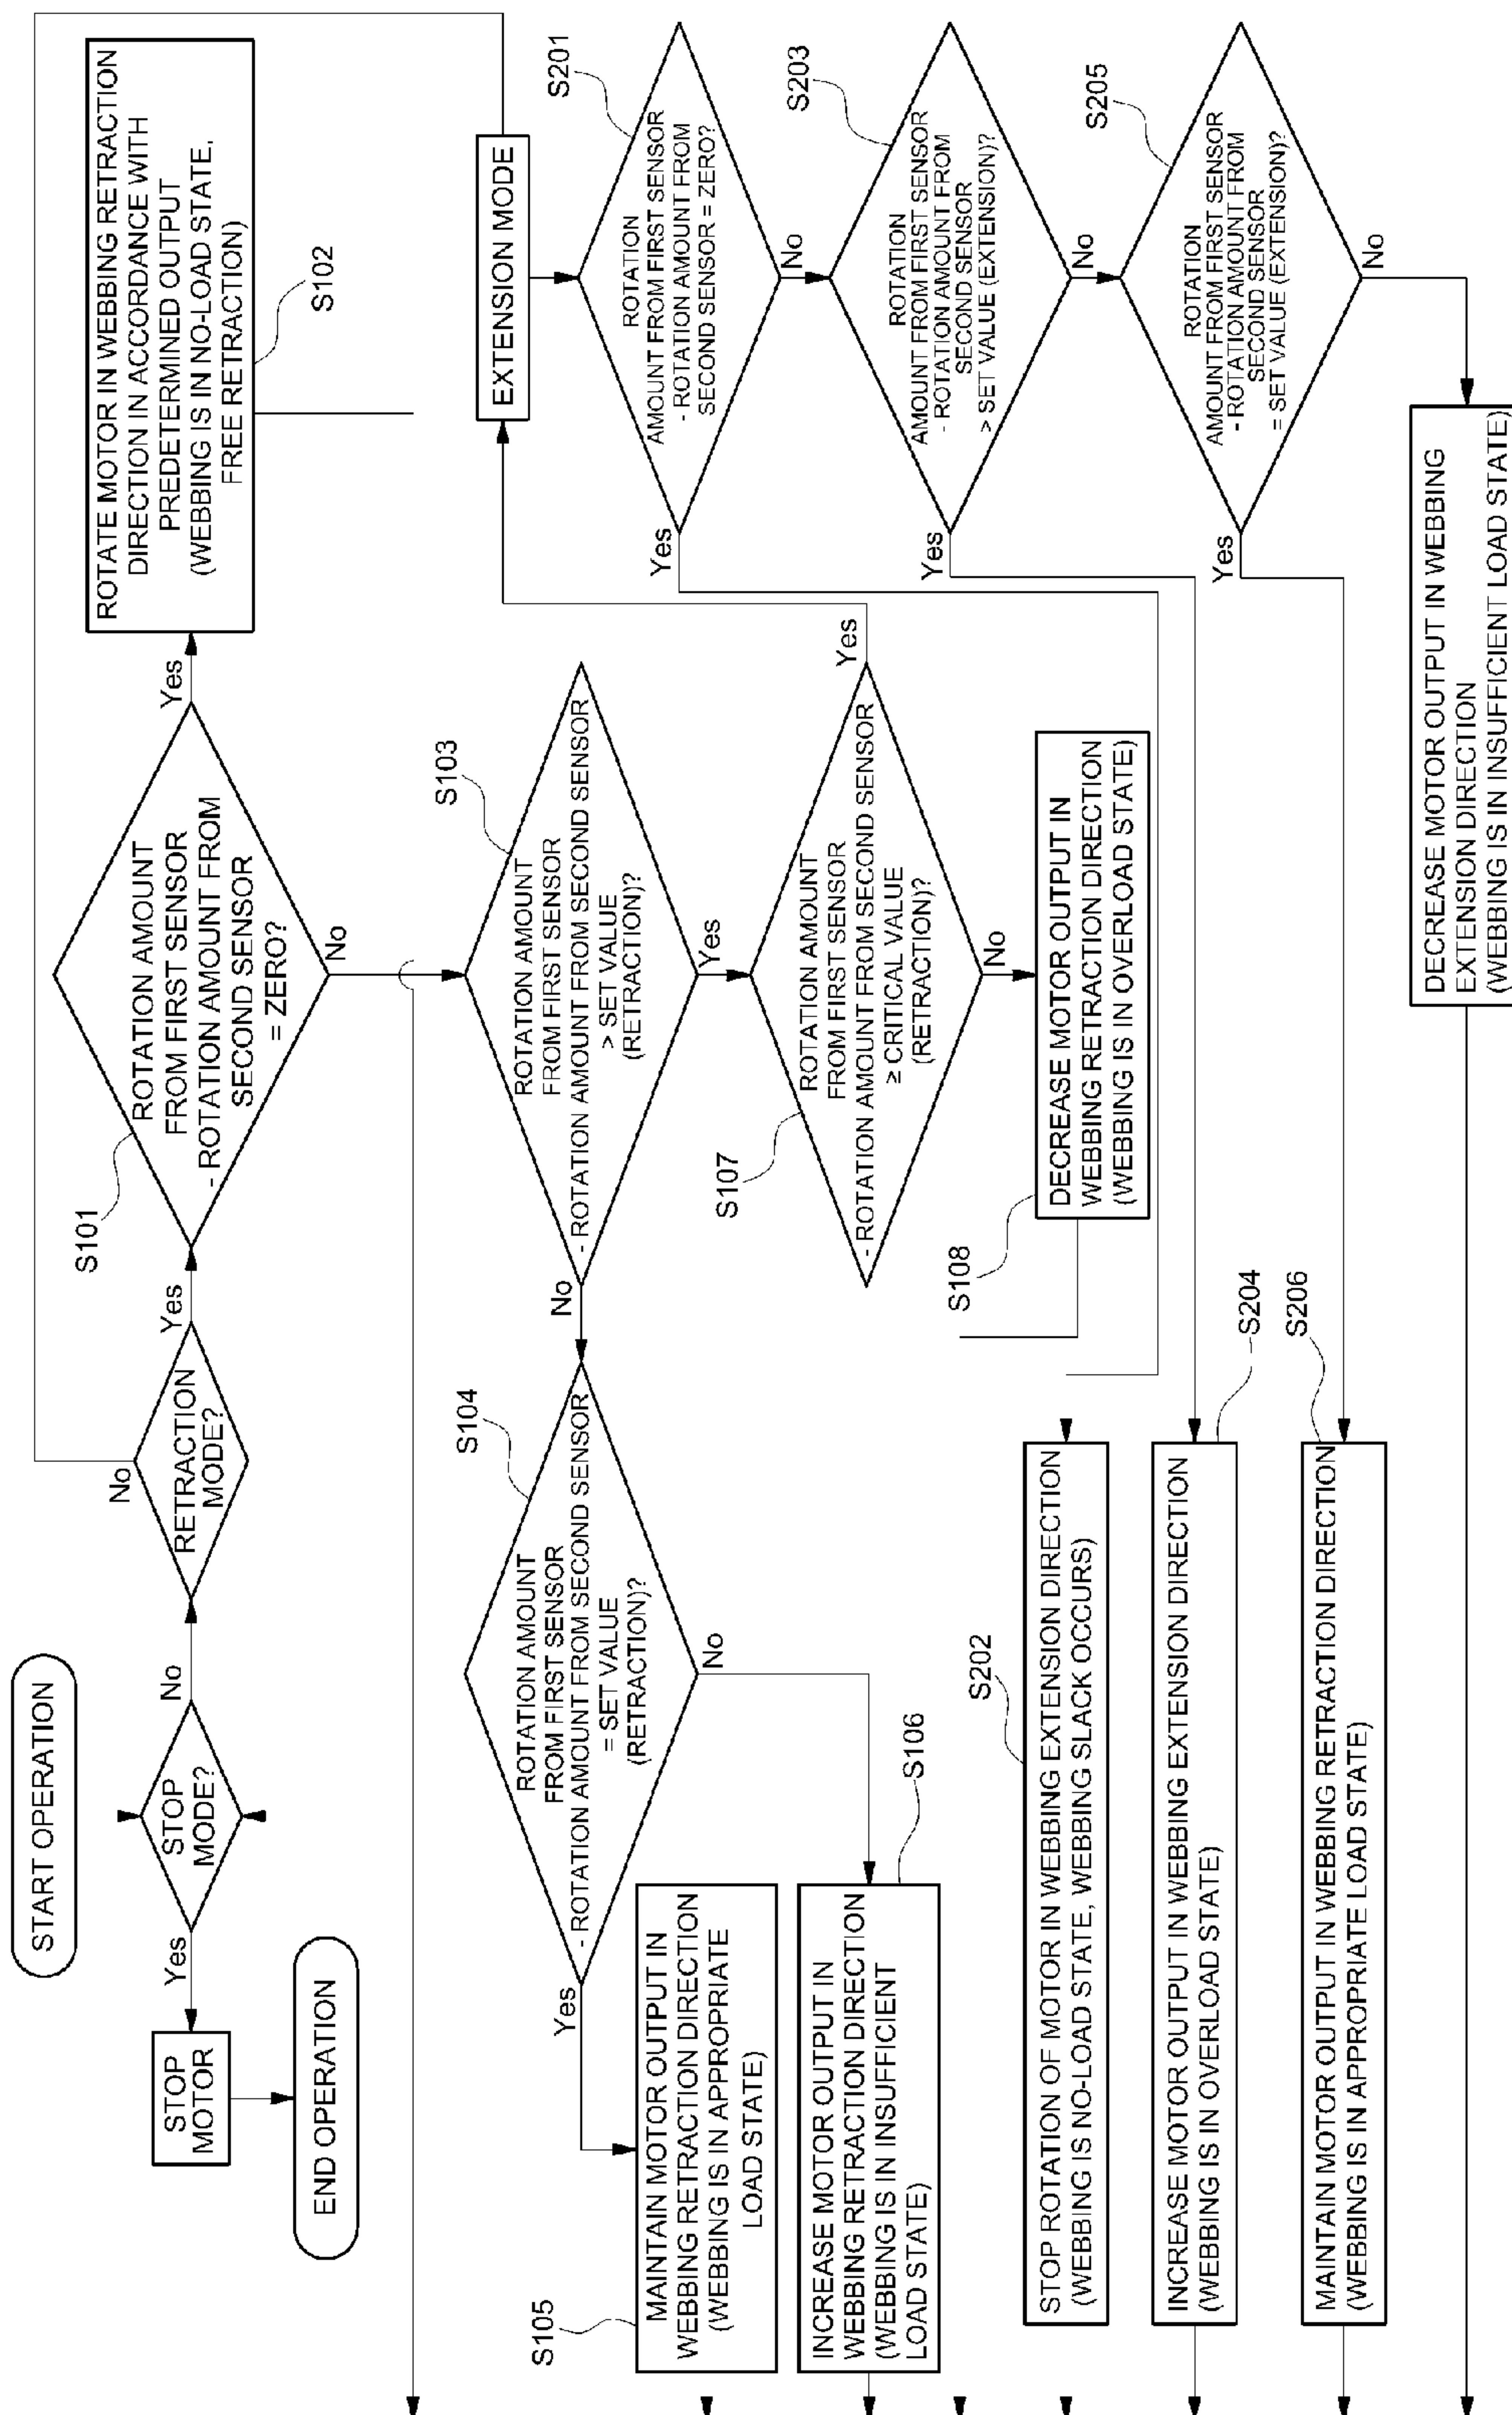 START OPERATION
STOP
MODE?
Yes
No
STOP
MOTOR
END OPERATION
RETRACTION
MODE?
No
Yes
S101
ROTATION AMOUNT
FROM FIRST SENSOR
- ROTATION AMOUNT FROM
SECOND SENSOR
= ZERO?
Yes
No
ROTATE MOTOR IN WEBBING RETRACTION
DIRECTION IN ACCORDANCE WITH
PREDETERMINED OUTPUT
(WEBBING IS IN NO-LOAD STATE,
FREE RETRACTION)
S102
S103
ROTATION AMOUNT
FROM FIRST SENSOR
- ROTATION AMOUNT FROM SECOND SENSOR
> SET VALUE
(RETRACTION)?
No
Yes
S104
ROTATION AMOUNT
FROM FIRST SENSOR
- ROTATION AMOUNT FROM SECOND SENSOR
= SET VALUE
(RETRACTION)?
Yes
No
S105
MAINTAIN MOTOR OUTPUT IN
WEBBING RETRACTION DIRECTION
(WEBBING IS IN APPROPRIATE
LOAD STATE)
S106
INCREASE MOTOR OUTPUT IN
WEBBING RETRACTION DIRECTION
(WEBBING IS IN INSUFFICIENT
LOAD STATE)
S107
ROTATION AMOUNT
FROM FIRST SENSOR
- ROTATION AMOUNT FROM SECOND SENSOR
≥ CRITICAL VALUE
(RETRACTION)?
Yes
No
S108
DECREASE MOTOR OUTPUT IN
WEBBING RETRACTION DIRECTION
(WEBBING IS IN OVERLOAD STATE)
EXTENSION MODE
S201
ROTATION
AMOUNT FROM FIRST SENSOR
- ROTATION AMOUNT FROM
SECOND SENSOR = ZERO?
Yes
No
S202
STOP ROTATION OF MOTOR IN WEBBING EXTENSION DIRECTION
(WEBBING IS NO-LOAD STATE, WEBBING SLACK OCCURS)
S203
ROTATION
AMOUNT FROM FIRST SENSOR
- ROTATION AMOUNT FROM
SECOND SENSOR
> SET VALUE (EXTENSION)?
Yes
No
S204
INCREASE MOTOR OUTPUT IN WEBBING EXTENSION DIRECTION
(WEBBING IS IN OVERLOAD STATE)
S205
ROTATION
AMOUNT FROM FIRST SENSOR
- ROTATION AMOUNT FROM
SECOND SENSOR
= SET VALUE (EXTENSION)?
Yes
No
S206
MAINTAIN MOTOR OUTPUT IN WEBBING RETRACTION DIRECTION
(WEBBING IS IN APPROPRIATE LOAD STATE)
DECREASE MOTOR OUTPUT IN WEBBING
EXTENSION DIRECTION
(WEBBING IS IN INSUFFICIENT LOAD STATE)